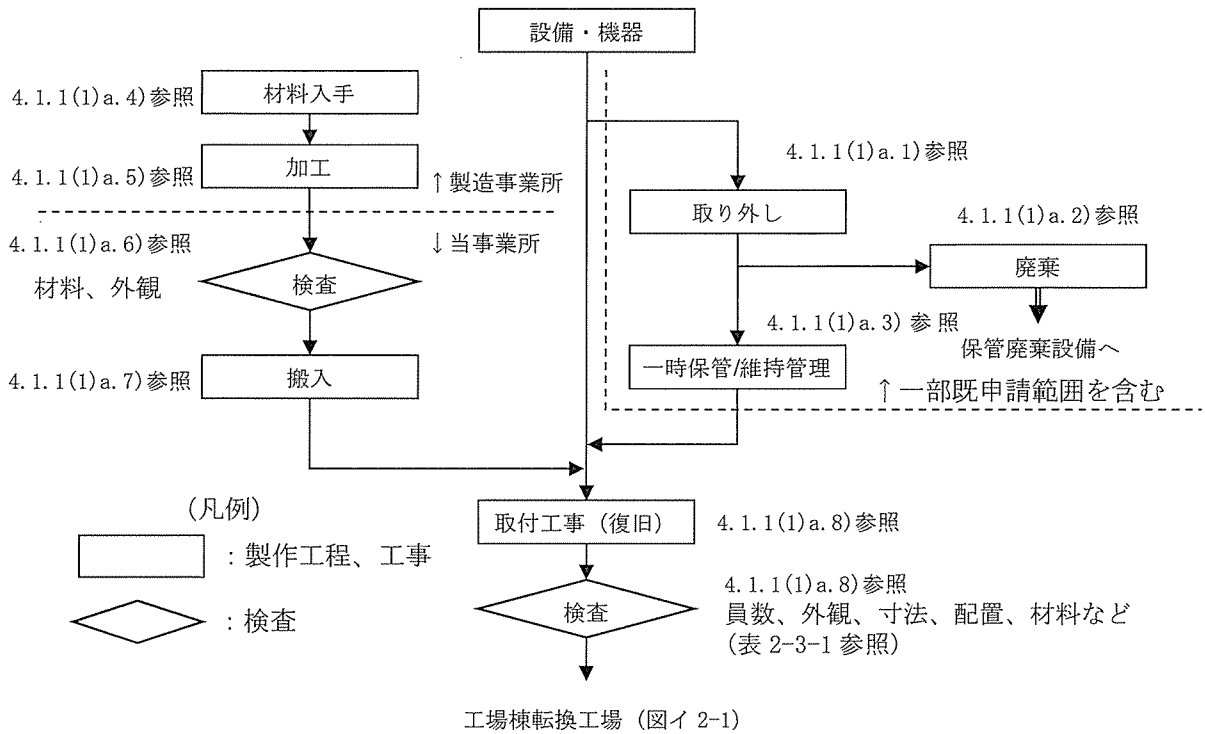 設備・機器
4.1.1(1)a.4)参照
材料入手
4.1.1(1)a.5)参照
加工
↑製造事業所
↓当事業所
4.1.1(1)a.6)参照
材料、外観
検査
4.1.1(1)a.7)参照
搬入
4.1.1(1)a.1)参照
取り外し
4.1.1(1)a.2)参照
廃棄
保管廃棄設備へ
4.1.1(1)a.3)参照
一時保管/維持管理
↑一部既申請範囲を含む
取付工事（復旧）
4.1.1(1)a.8)参照
検査
4.1.1(1)a.8)参照
員数、外観、寸法、配置、材料など
(表 2-3-1 参照)
工場棟転換工場（図イ 2-1）
(凡例)
：製作工程、工事
：検査